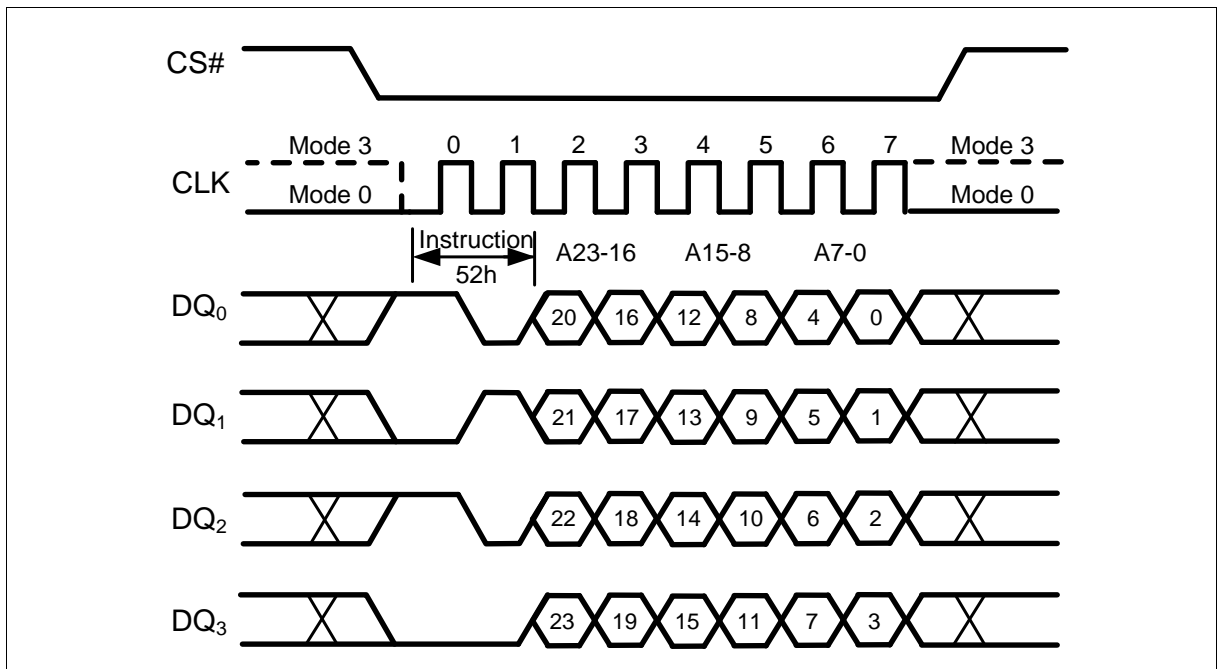 CS#
0 1 2 3 4 5 6 7
Mode 3 Mode 3
CLK
Mode 0 Mode 0
Instruction
52h
A23-16 A15-8 A7-0
DQ0 20 16 12 8 4 0
DQ1 21 17 13 9 5 1
DQ2 22 18 14 10 6 2
DQ3 23 19 15 11 7 3